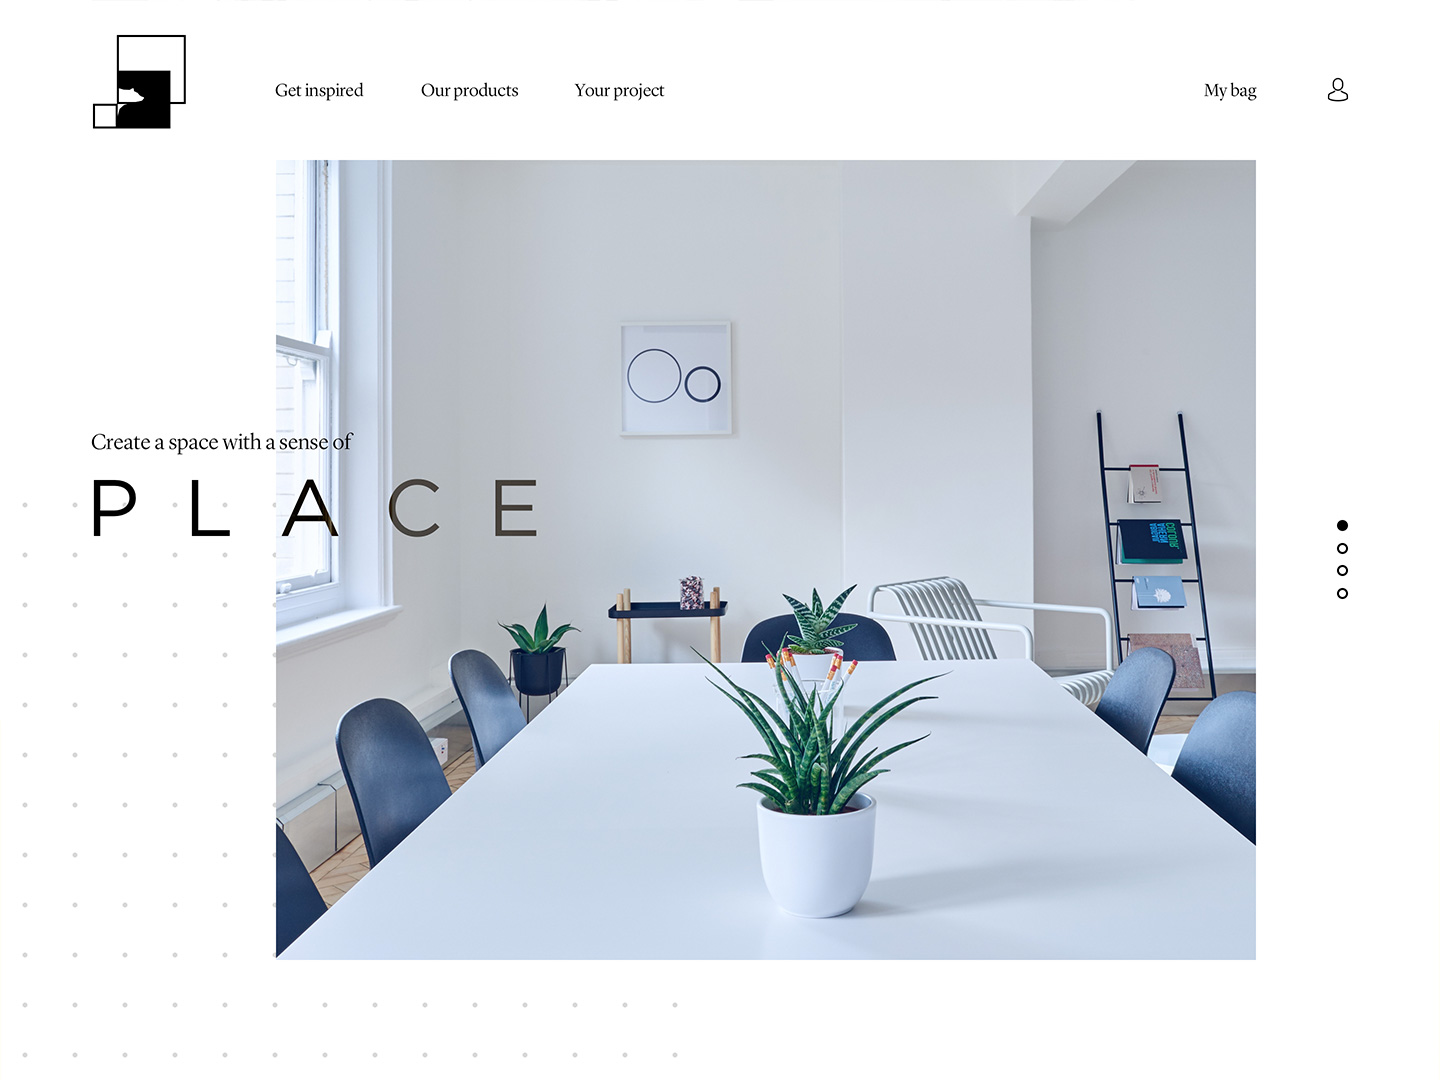 Get inspired
Our products
Your project
My bag
Create a space with a sense of
PLACE